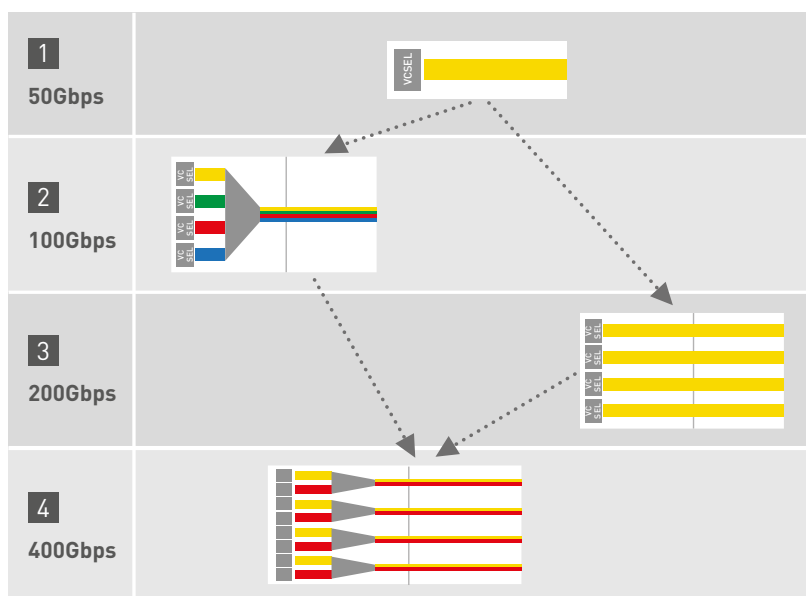 1
50Gbps
VCSEL
2
100Gbps
VC
SEL
VC
SEL
VC
SEL
VC
SEL
3
200Gbps
VC
SEL
VC
SEL
VC
SEL
VC
SEL
4
400Gbps